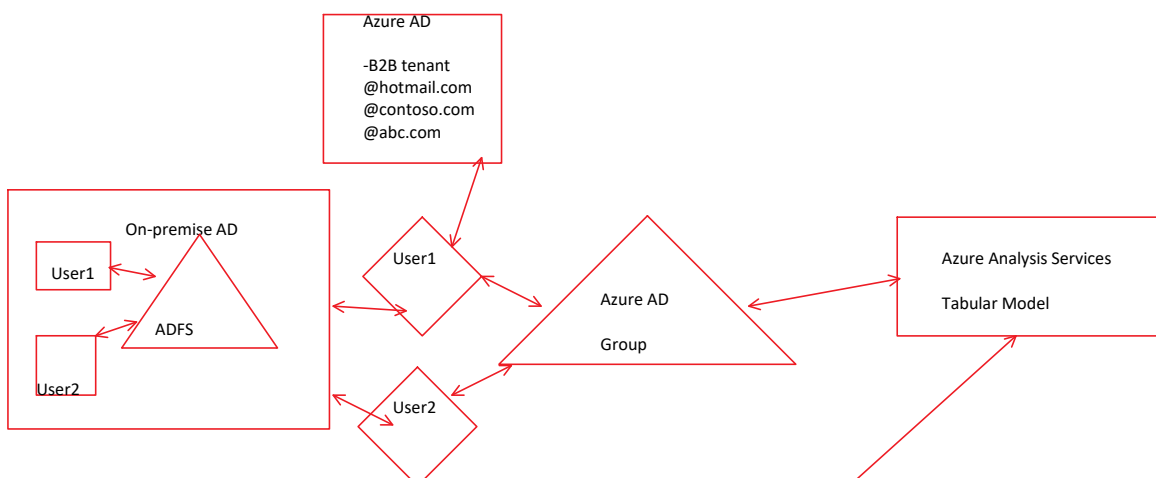 Azure AD
-B2B tenant
@hotmail.com
@contoso.com
@abc.com
On-premise AD
User1
ADFS
User2
User1
User2
Azure AD
Group
Azure Analysis Services
Tabular Model